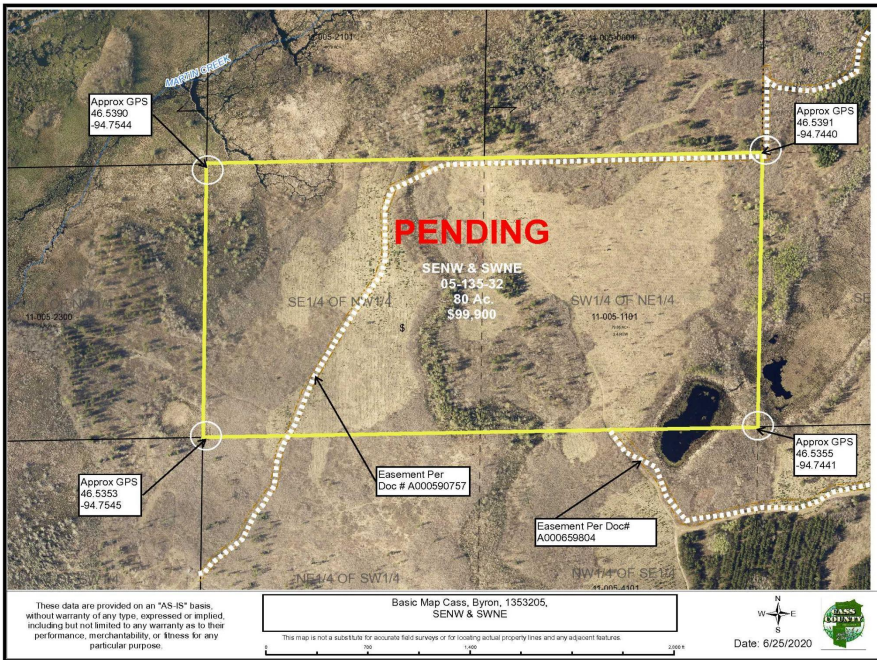 11-005-2101
MARTIN CREEK
Approx GPS
46.5390
-94.7544
Approx GPS
46.5391
-94.7440
PENDING
SENW & SWNE
05-135-32
80 Ac.
$99,900
SE1/4 OF NW1/4
SW1/4 OF NE1/4
11-005-2300
11-005-1101
$
SE
Approx GPS
46.5353
-94.7545
Easement Per
Doc # A000590757
Approx GPS
46.5355
-94.7441
Easement Per Doc#
A000659804
NE1/4 OF SW1/4
NW1/4 OF SE1/4
11-005-4101
These data are provided on an "AS-IS" basis,
without warranty of any type, expressed or implied,
including but not limited to any warranty as to their
performance, merchantability, or fitness for any
particular purpose.
Basic Map Cass, Byron, 1353205,
SENW & SWNE
This map is not a substitute for accurate field surveys or for locating actual property lines and any adjacent features.
0 700 1,400 2,800 ft
N
W E
S
Date: 6/25/2020
CASS
COUNTY